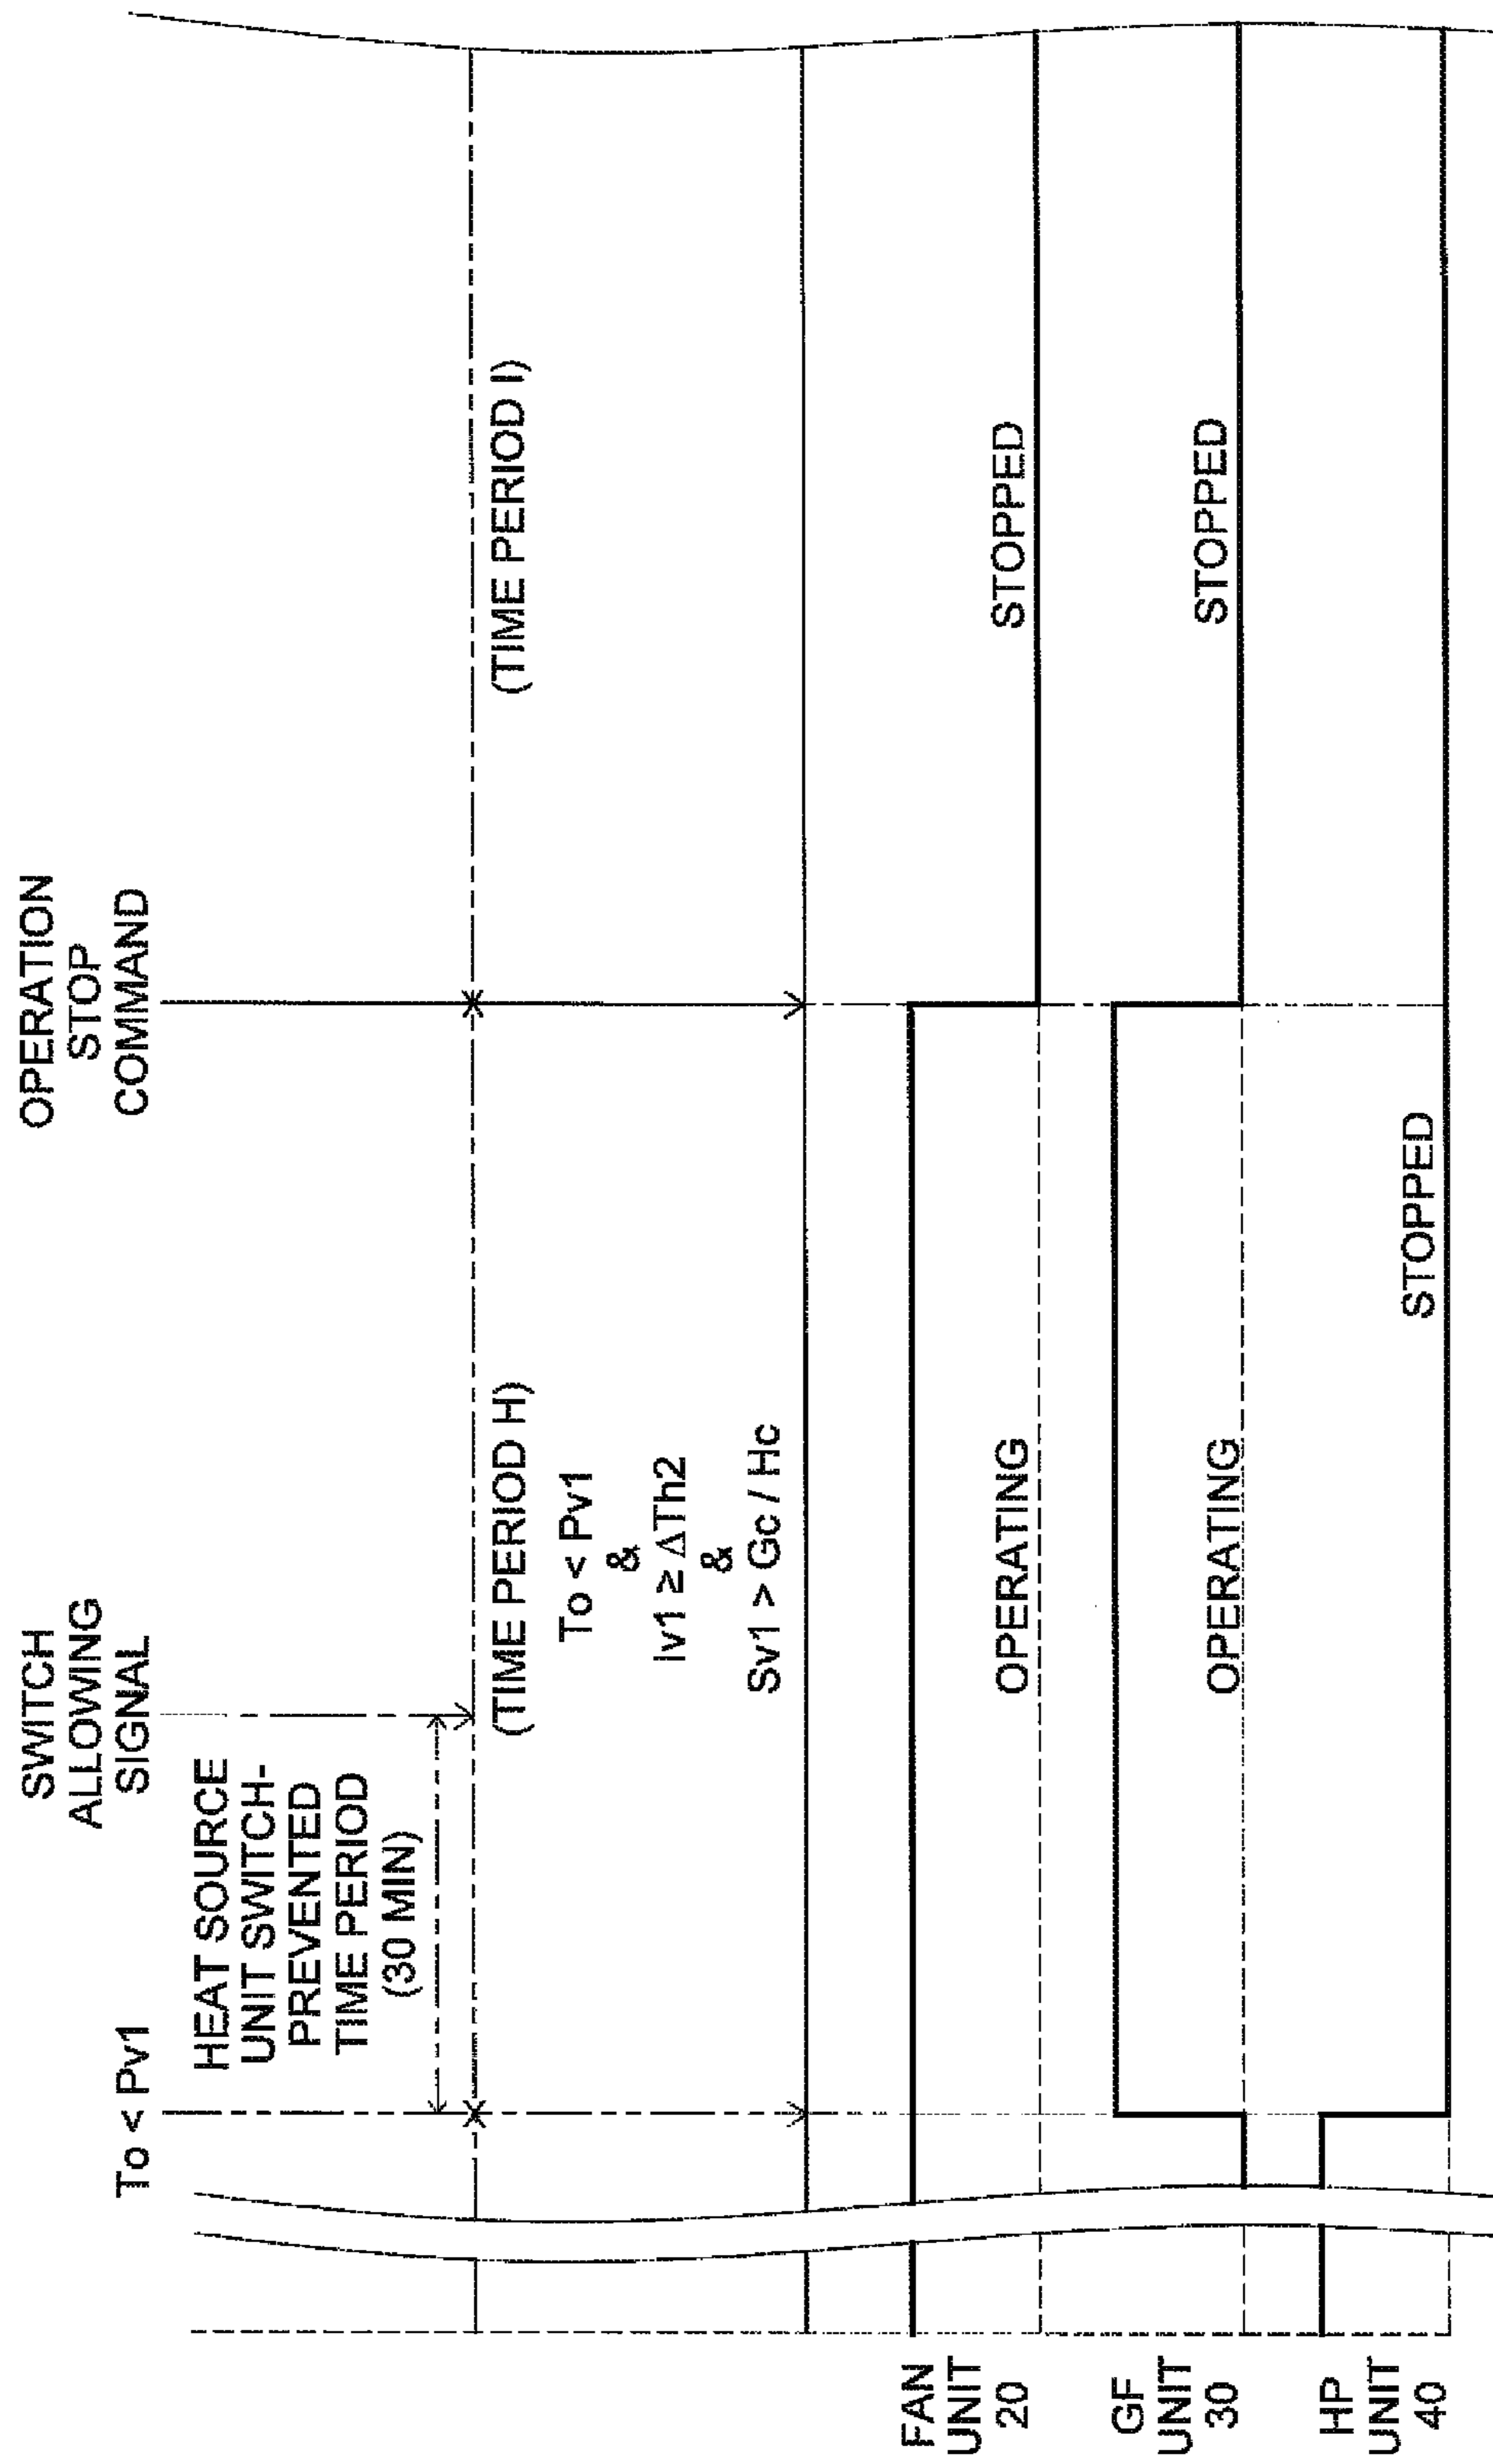 To < Pv1
SWITCH
ALLOWING
SIGNAL
OPERATION
STOP
COMMAND
HEAT SOURCE
UNIT SWITCH-
PREVENTED
TIME PERIOD
(30 MIN)
(TIME PERIOD H)
(TIME PERIOD I)
To < Pv1
&
Iv1 ≥ ΔTh2
&
Sv1 > Gc / Hc
FAN
UNIT
20
OPERATING
STOPPED
GF
UNIT
30
OPERATING
STOPPED
HP
UNIT
40
STOPPED